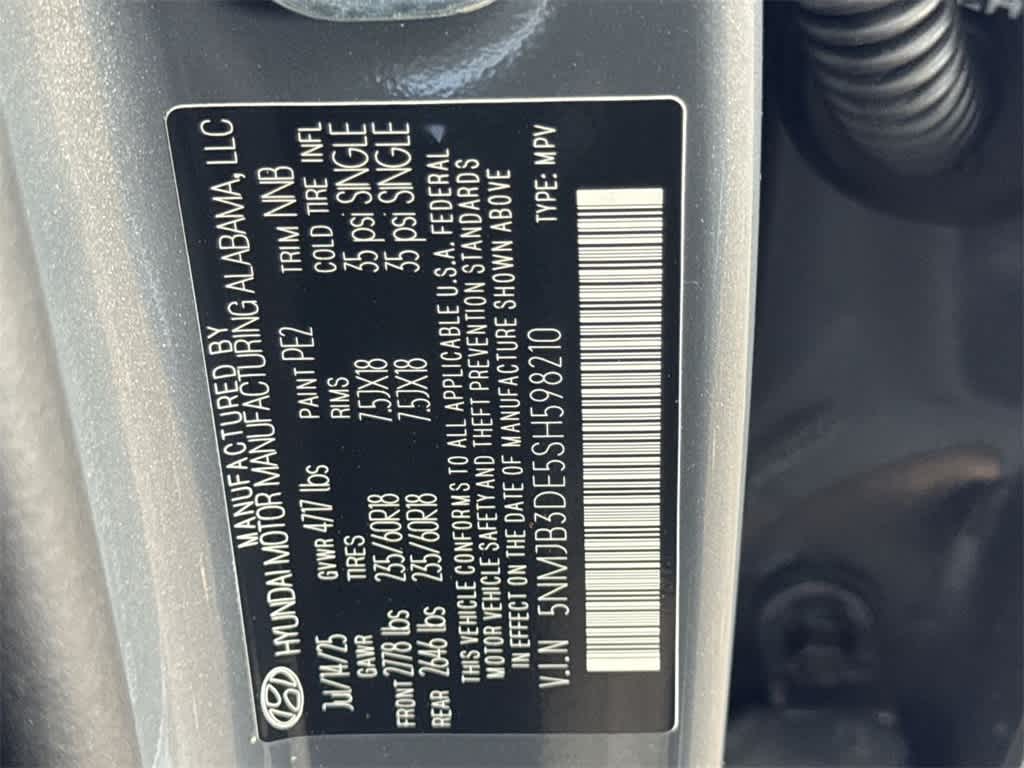 MANUFACTURED BY
HYUNDAI MOTOR MANUFACTURING ALABAMA, LLC
Jul/14/25 GVWR 4717 lbs PAINT PE2 TRIM NNB
GAWR TIRES RIMS COLD TIRE INFL
FRONT 2778 lbs 235/60R18 7.5JX18 35 psi SINGLE
REAR 2646 lbs 235/60R18 7.5JX18 35 psi SINGLE
THIS VEHICLE CONFORMS TO ALL APPLICABLE U.S.A. FEDERAL
MOTOR VEHICLE SAFETY AND THEFT PREVENTION STANDARDS
IN EFFECT ON THE DATE OF MANUFACTURE SHOWN ABOVE
V.I.N 5NMJB3DE5SH598210 TYPE: MPV